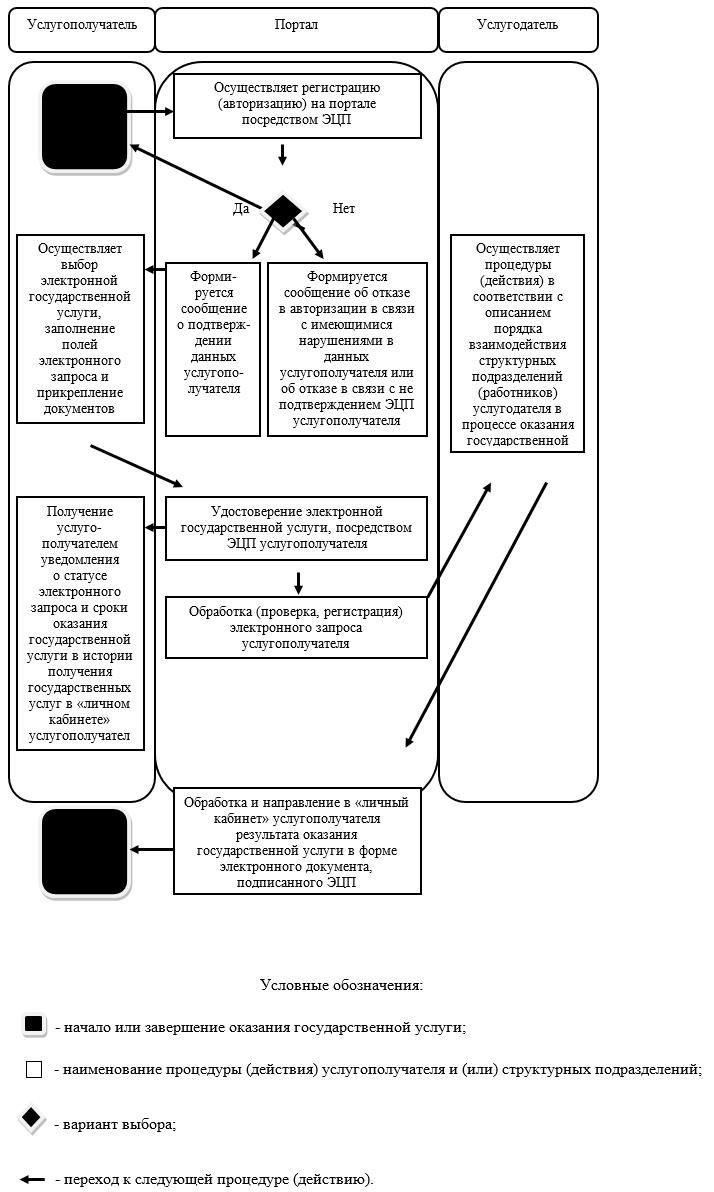 Услугополучатель
Портал
Услугодатель
Осуществляет регистрацию
(авторизацию) на портале
посредством ЭЦП
Да
Нет
Осуществляет
выбор
электронной
государственной
услуги,
заполнение
полей
электронного
запроса и
прикрепление
документов
Форми-
руется
сообщение
о подтверж-
дении
данных
услугопо-
лучателя
Формируется
сообщение об отказе
в авторизации в связи
с имеющимися
нарушениями в
данных
услугополучателя или
об отказе в связи с не
подтверждением ЭЦП
услугополучателя
Осуществляет
процедуры
(действия) в
соответствии с
описанием
порядка
взаимодействия
структурных
подразделений
(работников)
услугодателя в
процессе оказания
государственной
Получение
услуго-
получателем
уведомления
о статусе
электронного
запроса и сроки
оказания
государственной
услуги в истории
получения
государственных
услуг в «личном
кабинете»
услугополучател
Удостоверение электронной
государственной услуги, посредством
ЭЦП услугополучателя
Обработка (проверка, регистрация)
электронного запроса
услугополучателя
Обработка и направление в «личный
кабинет» услугополучателя
результата оказания
государственной услуги в форме
электронного документа,
подписанного ЭЦП
Условные обозначения:
- начало или завершение оказания государственной услуги;
- наименование процедуры (действия) услугополучателя и (или) структурных подразделений;
- вариант выбора;
- переход к следующей процедуре (действию).